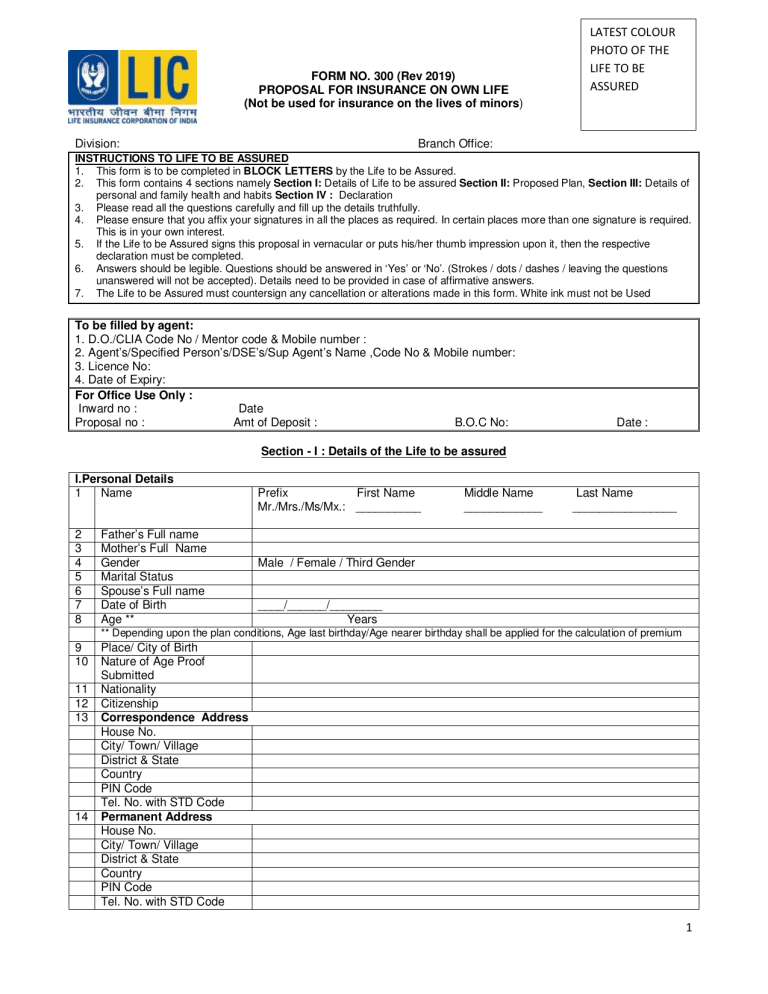 LATEST COLOUR
PHOTO OF THE
LIFE TO BE
ASSURED
LIC
भारतीय जीवन बीमा निगम
LIFE INSURANCE CORPORATION OF INDIA
FORM NO. 300 (Rev 2019)
PROPOSAL FOR INSURANCE ON OWN LIFE
(Not be used for insurance on the lives of minors)
Division: Branch Office:
INSTRUCTIONS TO LIFE TO BE ASSURED
1. This form is to be completed in BLOCK LETTERS by the Life to be Assured.
2. This form contains 4 sections namely Section I: Details of Life to be assured Section II: Proposed Plan, Section III: Details of
personal and family health and habits Section IV : Declaration
3. Please read all the questions carefully and fill up the details truthfully.
4. Please ensure that you affix your signatures in all the places as required. In certain places more than one signature is required.
This is in your own interest.
5. If the Life to be Assured signs this proposal in vernacular or puts his/her thumb impression upon it, then the respective
declaration must be completed.
6. Answers should be legible. Questions should be answered in ‘Yes’ or ‘No’. (Strokes / dots / dashes / leaving the questions
unanswered will not be accepted). Details need to be provided in case of affirmative answers.
7. The Life to be Assured must countersign any cancellation or alterations made in this form. White ink must not be Used
To be filled by agent:
1. D.O./CLIA Code No / Mentor code & Mobile number :
2. Agent’s/Specified Person’s/DSE’s/Sup Agent’s Name ,Code No & Mobile number:
3. Licence No:
4. Date of Expiry:
For Office Use Only :
Inward no : Date
Proposal no : Amt of Deposit : B.O.C No: Date :
Section - I : Details of the Life to be assured
I.Personal Details
1 Name Prefix First Name Middle Name Last Name
Mr./Mrs./Ms/Mx.: __________ ____________ ________________
2 Father’s Full name
3 Mother’s Full Name
4 Gender Male / Female / Third Gender
5 Marital Status
6 Spouse’s Full name
7 Date of Birth ____/______/________
8 Age ** Years
** Depending upon the plan conditions, Age last birthday/Age nearer birthday shall be applied for the calculation of premium
9 Place/ City of Birth
10 Nature of Age Proof
Submitted
11 Nationality
12 Citizenship
13 Correspondence Address
House No.
City/ Town/ Village
District & State
Country
PIN Code
Tel. No. with STD Code
14 Permanent Address
House No.
City/ Town/ Village
District & State
Country
PIN Code
Tel. No. with STD Code
1